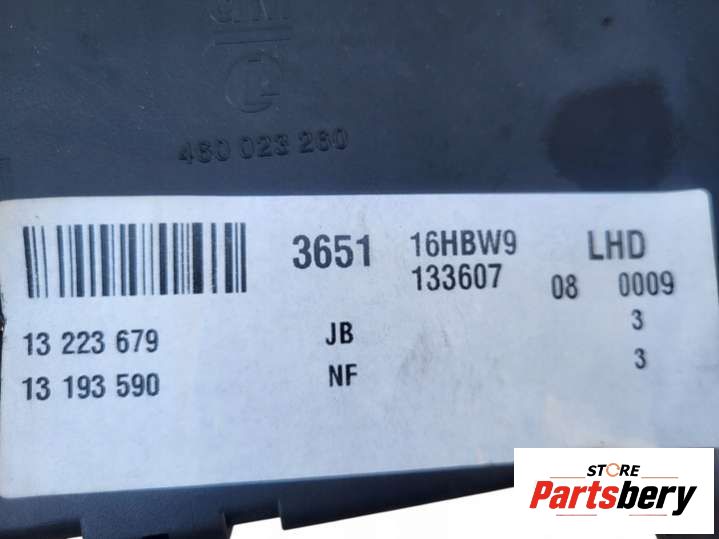 GM
460 023 260
3651 16HBW9 LHD
133607 08 0009
13 223 679 JB 3
13 193 590 NF 3
STORE
Partsbery